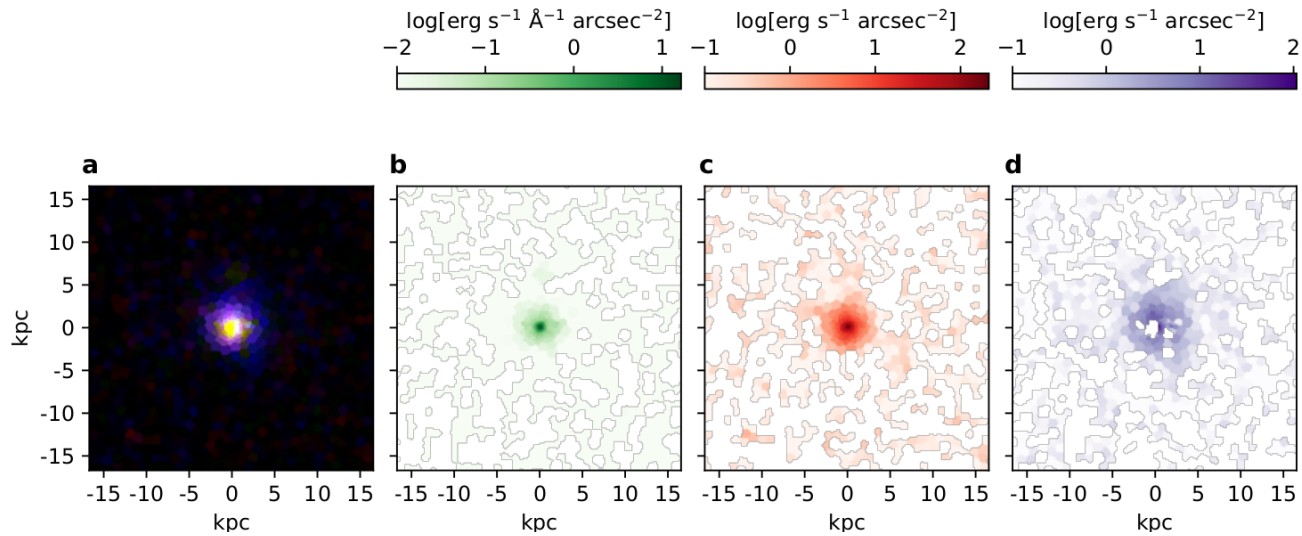 log[erg s⁻¹ Å⁻¹ arcsec⁻²] log[erg s⁻¹ arcsec⁻²] log[erg s⁻¹ arcsec⁻²]
−2 −1 0 1 −1 0 1 2 −1 0 1 2
a b c d
15
10
5
0
-5
-10
-15
kpc
-15 -10 -5 0 5 10 15 -15 -10 -5 0 5 10 15 -15 -10 -5 0 5 10 15 -15 -10 -5 0 5 10 15
kpc kpc kpc kpc